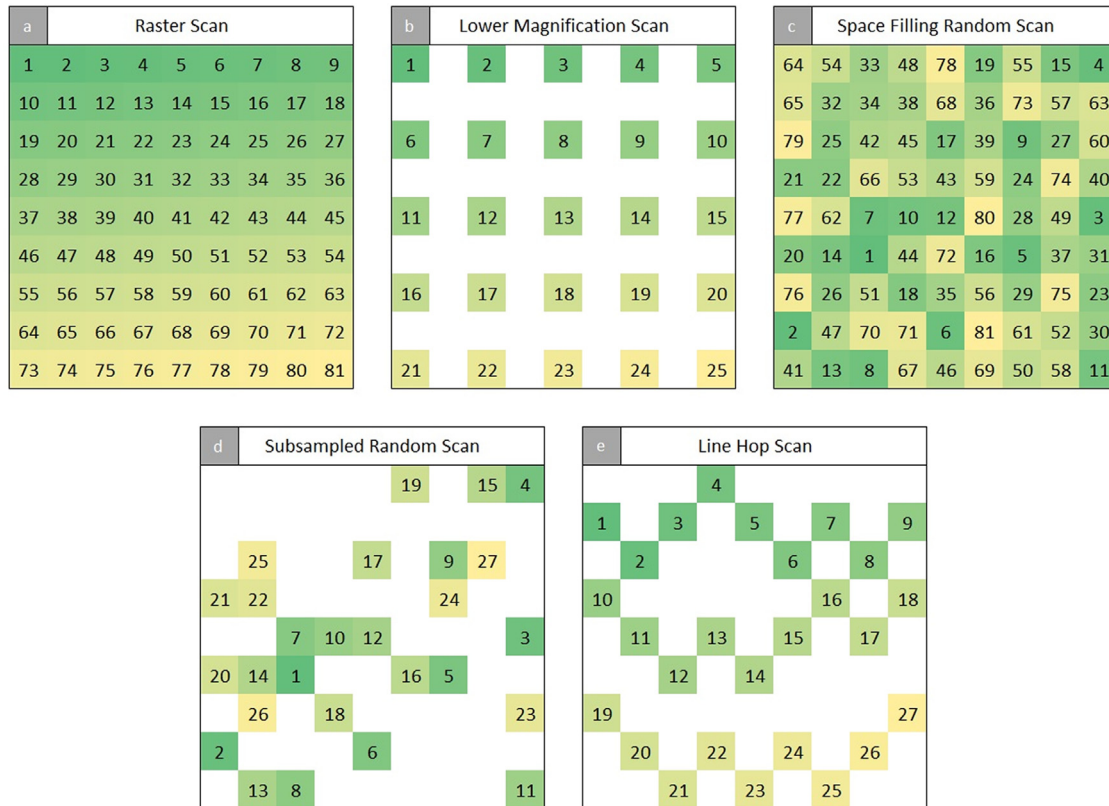 a Raster Scan
1 2 3 4 5 6 7 8 9
10 11 12 13 14 15 16 17 18
19 20 21 22 23 24 25 26 27
28 29 30 31 32 33 34 35 36
37 38 39 40 41 42 43 44 45
46 47 48 49 50 51 52 53 54
55 56 57 58 59 60 61 62 63
64 65 66 67 68 69 70 71 72
73 74 75 76 77 78 79 80 81
b Lower Magnification Scan
1 2 3 4 5
6 7 8 9 10
11 12 13 14 15
16 17 18 19 20
21 22 23 24 25
c Space Filling Random Scan
64 54 33 48 78 19 55 15 4
65 32 34 38 68 36 73 57 63
79 25 42 45 17 39 9 27 60
21 22 66 53 43 59 24 74 40
77 62 7 10 12 80 28 49 3
20 14 1 44 72 16 5 37 31
76 26 51 18 35 56 29 75 23
2 47 70 71 6 81 61 52 30
41 13 8 67 46 69 50 58 11
d Subsampled Random Scan
19 15 4
25 17 9 27
21 22 24
7 10 12 3
20 14 1 16 5
26 18 23
2 6
13 8 11
e Line Hop Scan
4
1 3 5 7 9
2 6 8
10 16 18
11 13 15 17
12 14
19 27
20 22 24 26
21 23 25